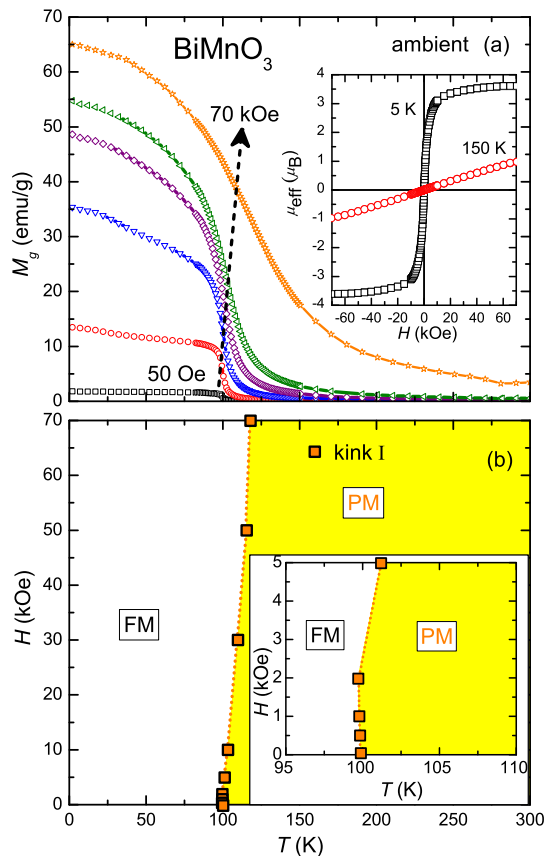 BiMnO3
ambient (a)
70 kOe
50 Oe
Mg (emu/g)
70
60
50
40
30
20
10
0
μeff (μB)
4
3
2
1
0
-1
-2
-3
-4
5 K
150 K
-60 -40 -20 0 20 40 60
H (kOe)
kink I
(b)
PM
FM
H (kOe)
70
60
50
40
30
20
10
0
5
4
3
2
1
0
H (kOe)
FM
PM
95 100 105 110
T (K)
0 50 100 150 200 250 300
T (K)